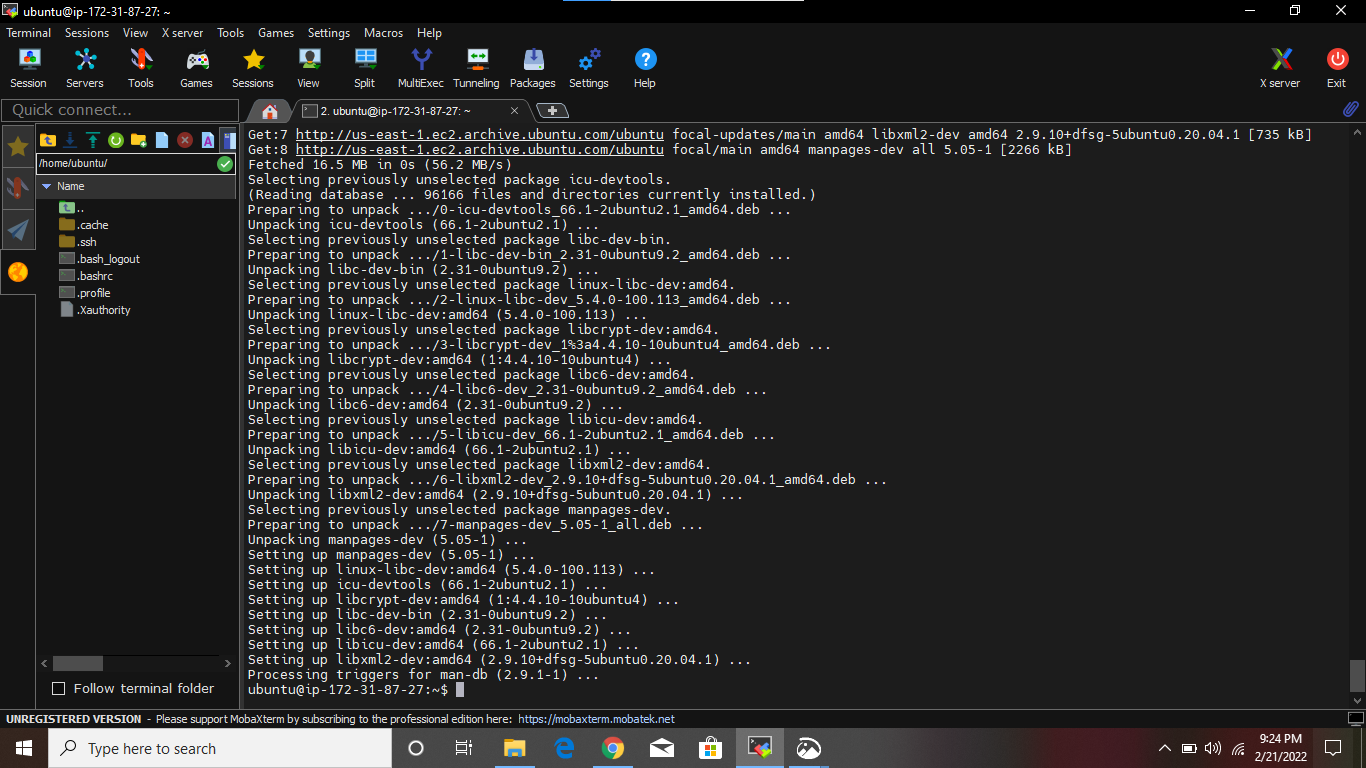 ubuntu@ip-172-31-87-27: ~
Terminal Sessions View X server Tools Games Settings Macros Help
Session Servers Tools Games Sessions View Split MultiExec Tunneling Packages Settings Help X server Exit
Quick connect...
2. ubuntu@ip-172-31-87-27: ~
/home/ubuntu/
Name
..
.cache
.ssh
.bash_logout
.bashrc
.profile
.Xauthority
Follow terminal folder
Get:7 http://us-east-1.ec2.archive.ubuntu.com/ubuntu focal-updates/main amd64 libxml2-dev amd64 2.9.10+dfsg-5ubuntu0.20.04.1 [735 kB]
Get:8 http://us-east-1.ec2.archive.ubuntu.com/ubuntu focal/main amd64 manpages-dev all 5.05-1 [2266 kB]
Fetched 16.5 MB in 0s (56.2 MB/s)
Selecting previously unselected package icu-devtools.
(Reading database ... 96166 files and directories currently installed.)
Preparing to unpack .../0-icu-devtools_66.1-2ubuntu2.1_amd64.deb ...
Unpacking icu-devtools (66.1-2ubuntu2.1) ...
Selecting previously unselected package libc-dev-bin.
Preparing to unpack .../1-libc-dev-bin_2.31-0ubuntu9.2_amd64.deb ...
Unpacking libc-dev-bin (2.31-0ubuntu9.2) ...
Selecting previously unselected package linux-libc-dev:amd64.
Preparing to unpack .../2-linux-libc-dev_5.4.0-100.113_amd64.deb ...
Unpacking linux-libc-dev:amd64 (5.4.0-100.113) ...
Selecting previously unselected package libcrypt-dev:amd64.
Preparing to unpack .../3-libcrypt-dev_1%3a4.4.10-10ubuntu4_amd64.deb ...
Unpacking libcrypt-dev:amd64 (1:4.4.10-10ubuntu4) ...
Selecting previously unselected package libc6-dev:amd64.
Preparing to unpack .../4-libc6-dev_2.31-0ubuntu9.2_amd64.deb ...
Unpacking libc6-dev:amd64 (2.31-0ubuntu9.2) ...
Selecting previously unselected package libicu-dev:amd64.
Preparing to unpack .../5-libicu-dev_66.1-2ubuntu2.1_amd64.deb ...
Unpacking libicu-dev:amd64 (66.1-2ubuntu2.1) ...
Selecting previously unselected package libxml2-dev:amd64.
Preparing to unpack .../6-libxml2-dev_2.9.10+dfsg-5ubuntu0.20.04.1_amd64.deb ...
Unpacking libxml2-dev:amd64 (2.9.10+dfsg-5ubuntu0.20.04.1) ...
Selecting previously unselected package manpages-dev.
Preparing to unpack .../7-manpages-dev_5.05-1_all.deb ...
Unpacking manpages-dev (5.05-1) ...
Setting up manpages-dev (5.05-1) ...
Setting up linux-libc-dev:amd64 (5.4.0-100.113) ...
Setting up icu-devtools (66.1-2ubuntu2.1) ...
Setting up libcrypt-dev:amd64 (1:4.4.10-10ubuntu4) ...
Setting up libc-dev-bin (2.31-0ubuntu9.2) ...
Setting up libc6-dev:amd64 (2.31-0ubuntu9.2) ...
Setting up libicu-dev:amd64 (66.1-2ubuntu2.1) ...
Setting up libxml2-dev:amd64 (2.9.10+dfsg-5ubuntu0.20.04.1) ...
Processing triggers for man-db (2.9.1-1) ...
ubuntu@ip-172-31-87-27:~$
UNREGISTERED VERSION - Please support MobaXterm by subscribing to the professional edition here: https://mobaxterm.mobatek.net
Type here to search
9:24 PM
2/21/2022